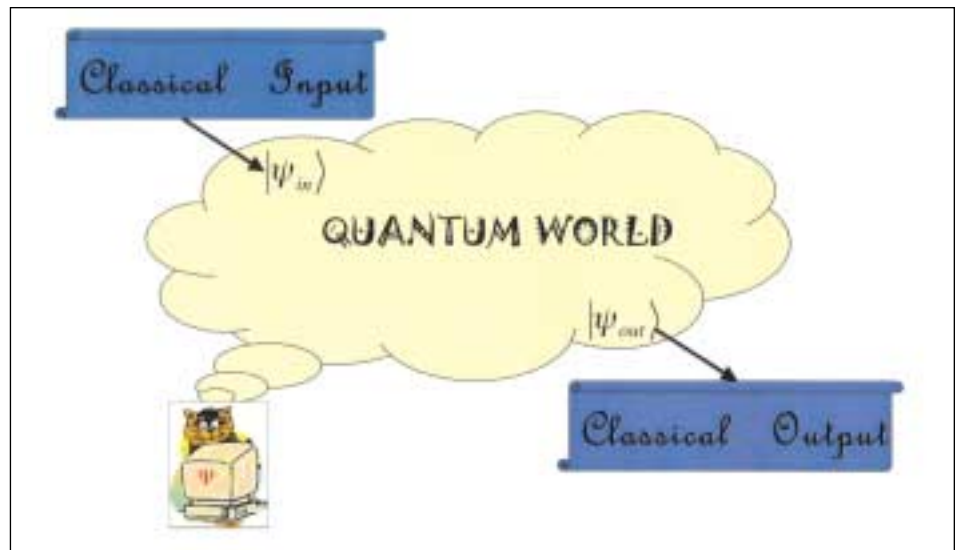 Classical Input
|ψin⟩
QUANTUM WORLD
|ψout⟩
Classical Output
Ψ